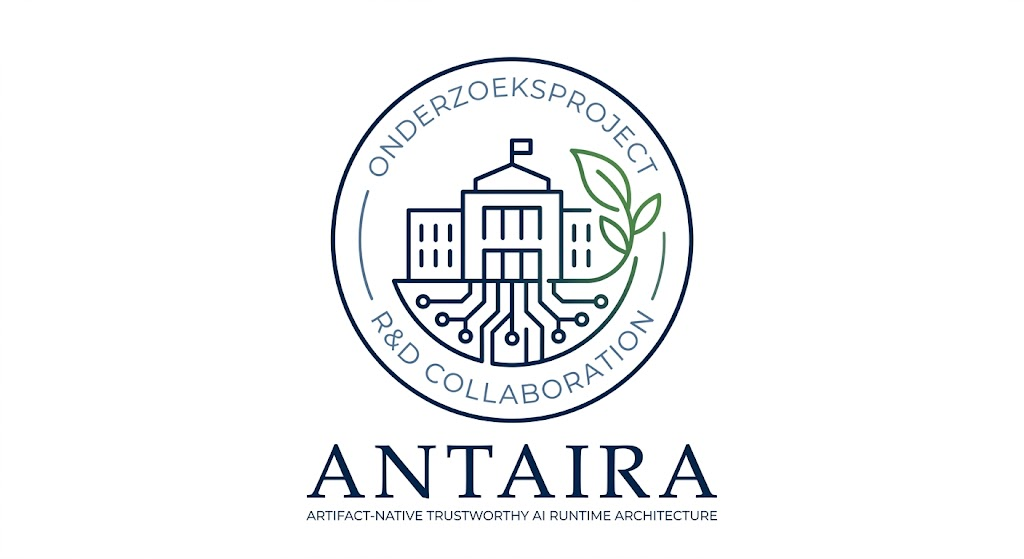 ONDERZOEKSPROJECT
R&D COLLABORATION
ANTAIRA
ARTIFACT-NATIVE TRUSTWORTHY AI RUNTIME ARCHITECTURE